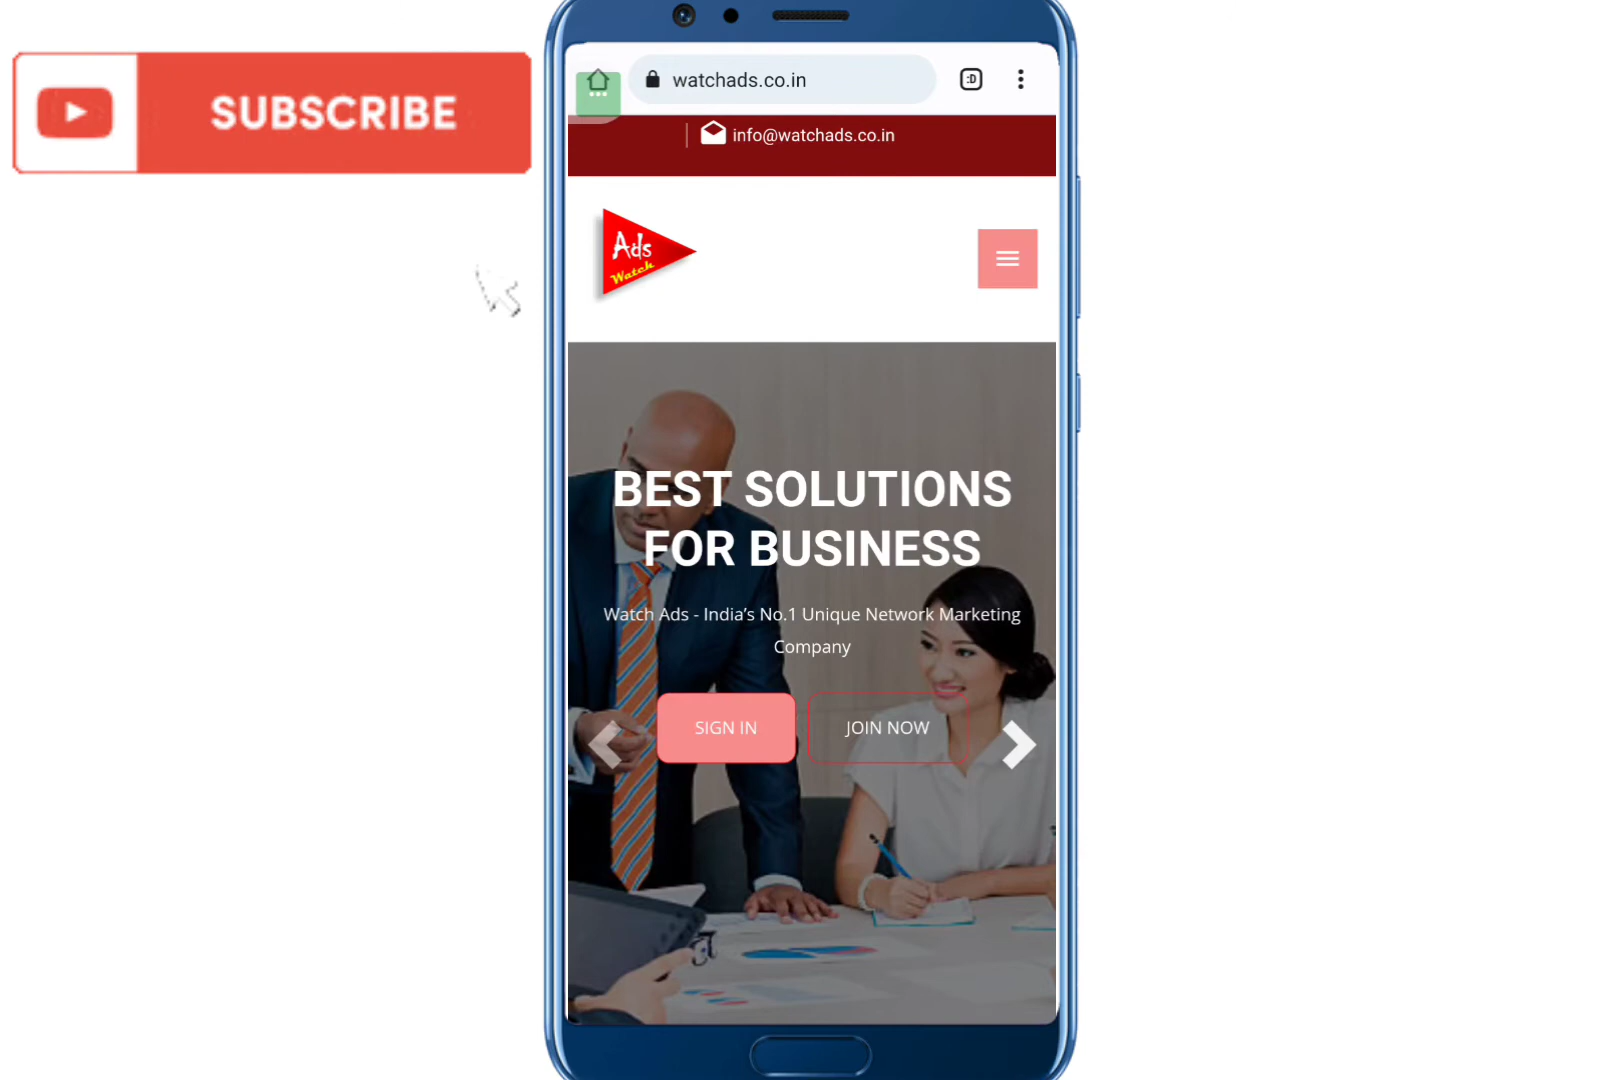 SUBSCRIBE
watchads.co.in
:D
info@watchads.co.in
Ads
Watch
BEST SOLUTIONS
FOR BUSINESS
Watch Ads - India’s No.1 Unique Network Marketing
Company
SIGN IN
JOIN NOW